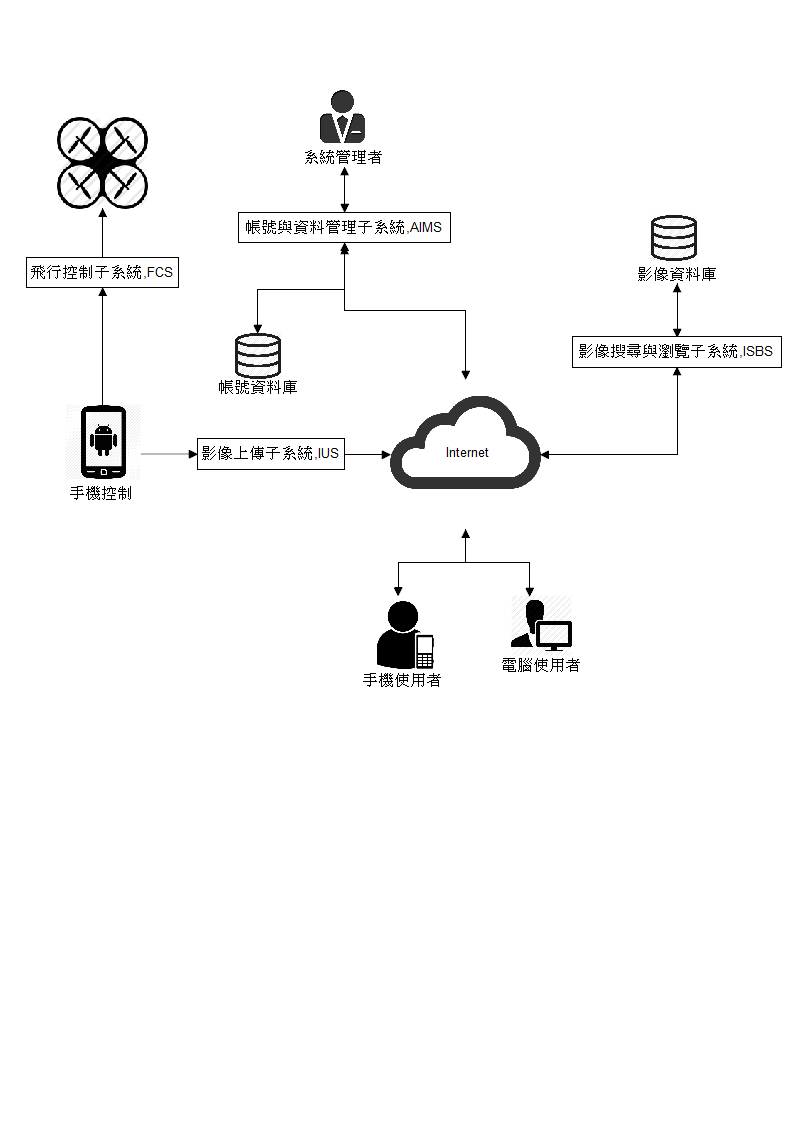 系統管理者
帳號與資料管理子系統,AIMS
飛行控制子系統,FCS
影像資料庫
影像搜尋與瀏覽子系統,ISBS
帳號資料庫
影像上傳子系統,IUS
Internet
手機控制
手機使用者
電腦使用者